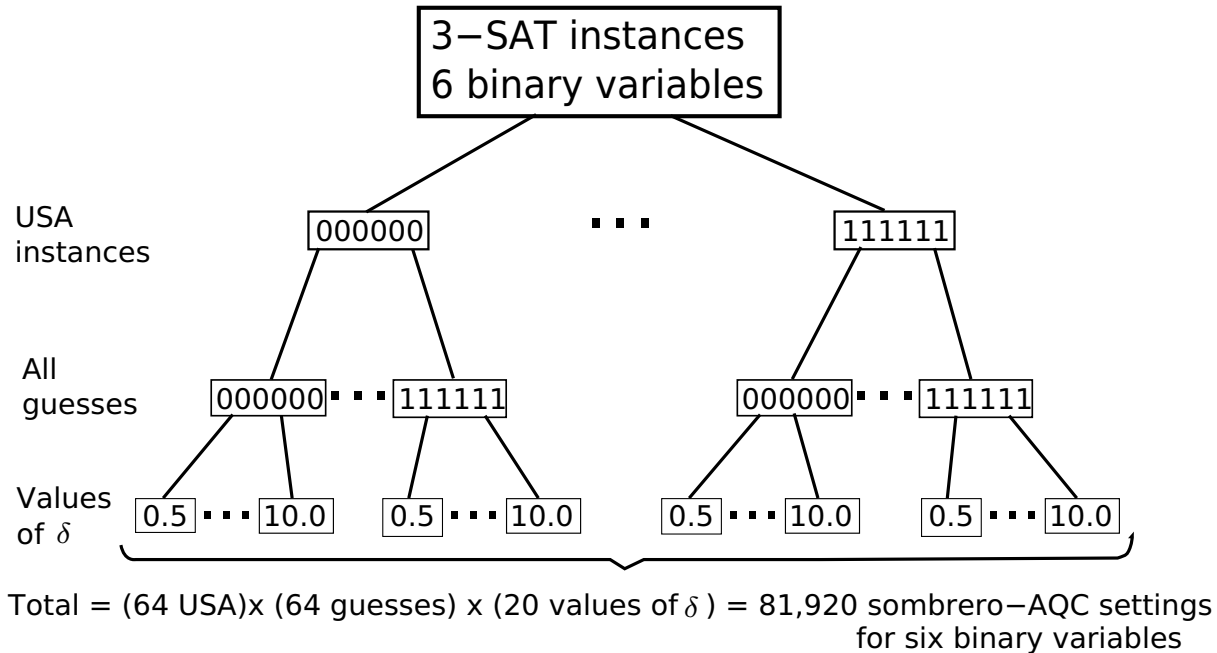 3−SAT instances
6 binary variables
USA
instances
000000 ... 111111
All
guesses
000000 ... 111111 000000 ... 111111
Values
of δ
0.5 ... 10.0 0.5 ... 10.0 0.5 ... 10.0 0.5 ... 10.0
Total = (64 USA)x (64 guesses) x (20 values of δ ) = 81,920 sombrero−AQC settings
for six binary variables